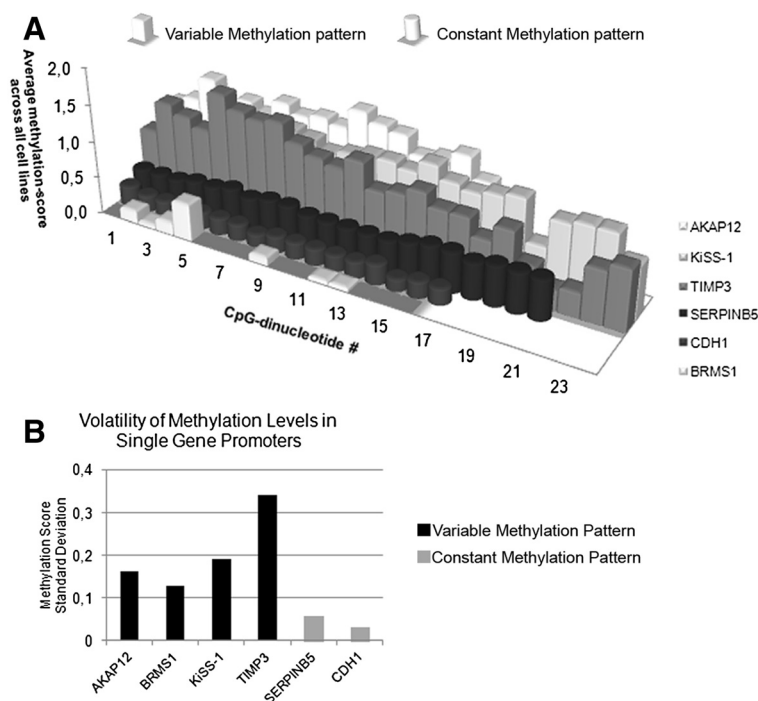 A
Variable Methylation pattern
Constant Methylation pattern
Average methylation-score
across all cell lines
2,0
1,5
1,0
0,5
0,0
1
3
5
7
9
11
13
15
17
19
21
23
CpG-dinucleotide #
AKAP12
KiSS-1
TIMP3
SERPINB5
CDH1
BRMS1
B
Volatility of Methylation Levels in
Single Gene Promoters
Methylation Score
Standard Deviation
0,4
0,3
0,2
0,1
0
AKAP12
BRMS1
KiSS-1
TIMP3
SERPINB5
CDH1
Variable Methylation Pattern
Constant Methylation Pattern